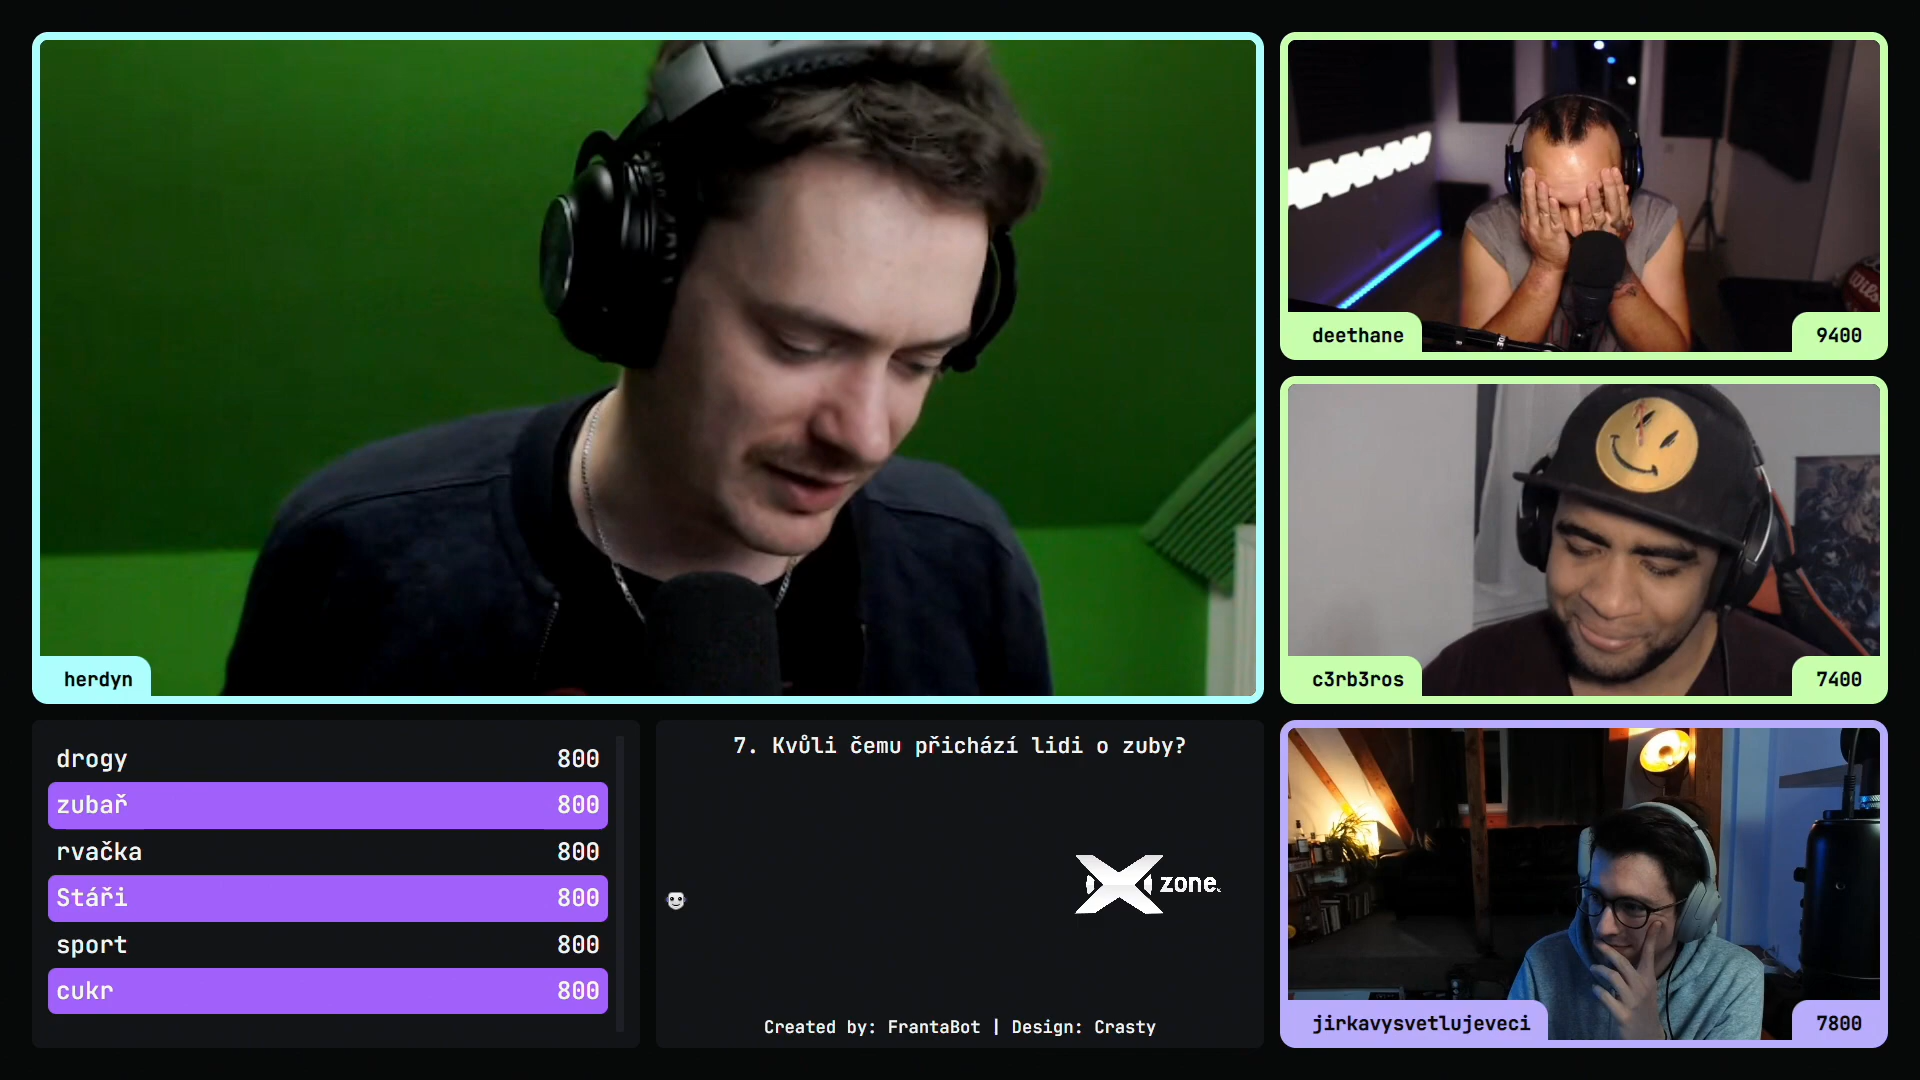 herdyn
deethane
9400
c3rb3ros
7400
drogy 800
zubař 800
rvačka 800
Stáři 800
sport 800
cukr 800
7. Kvůli čemu přichází lidi o zuby?
X zone.
Created by: FrantaBot | Design: Crasty
jirkavysvetlujeveci
7800
Wilson